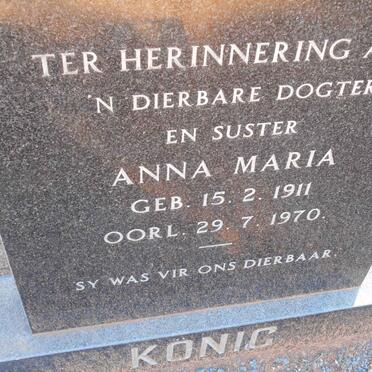 TER HERINNERING A
'N DIERBARE DOGTER
EN SUSTER
ANNA MARIA
GEB. 15. 2. 1911
OORL. 29. 7. 1970.
SY WAS VIR ONS DIERBAAR.
KÖNIG